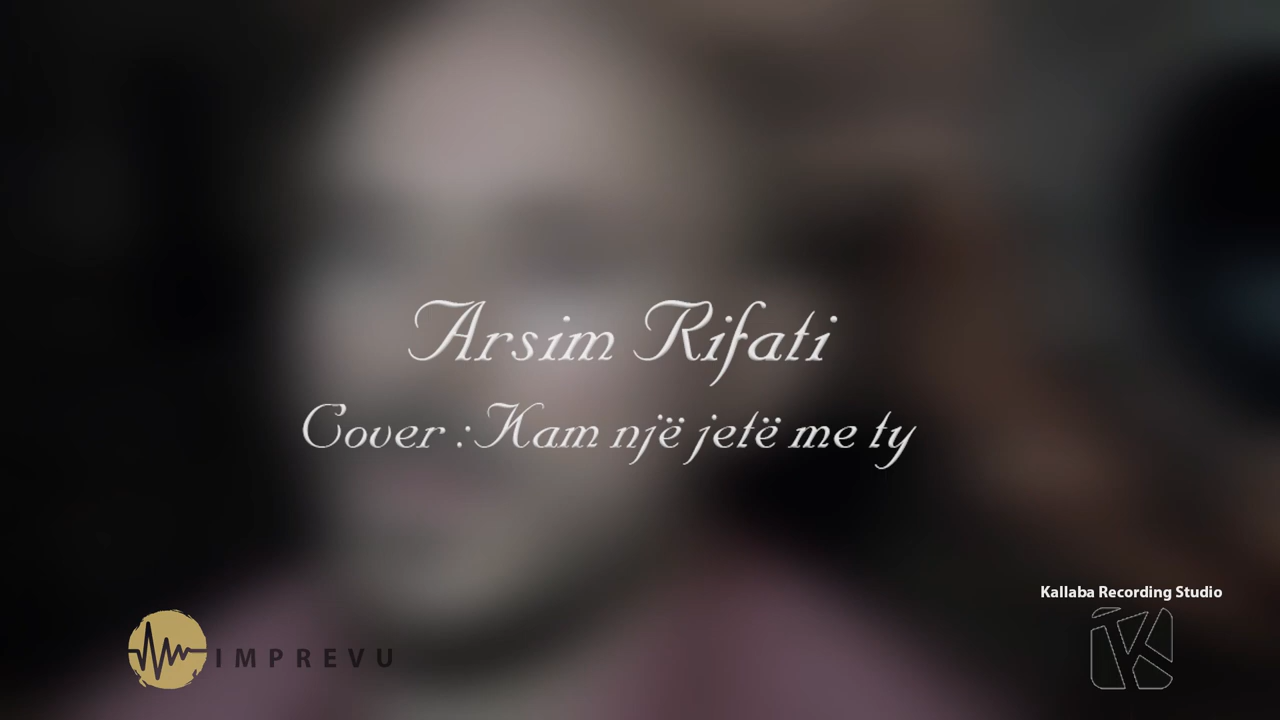 Arsim Rifati
Cover : Kam një jetë me ty
Kallaba Recording Studio
IMPREVU